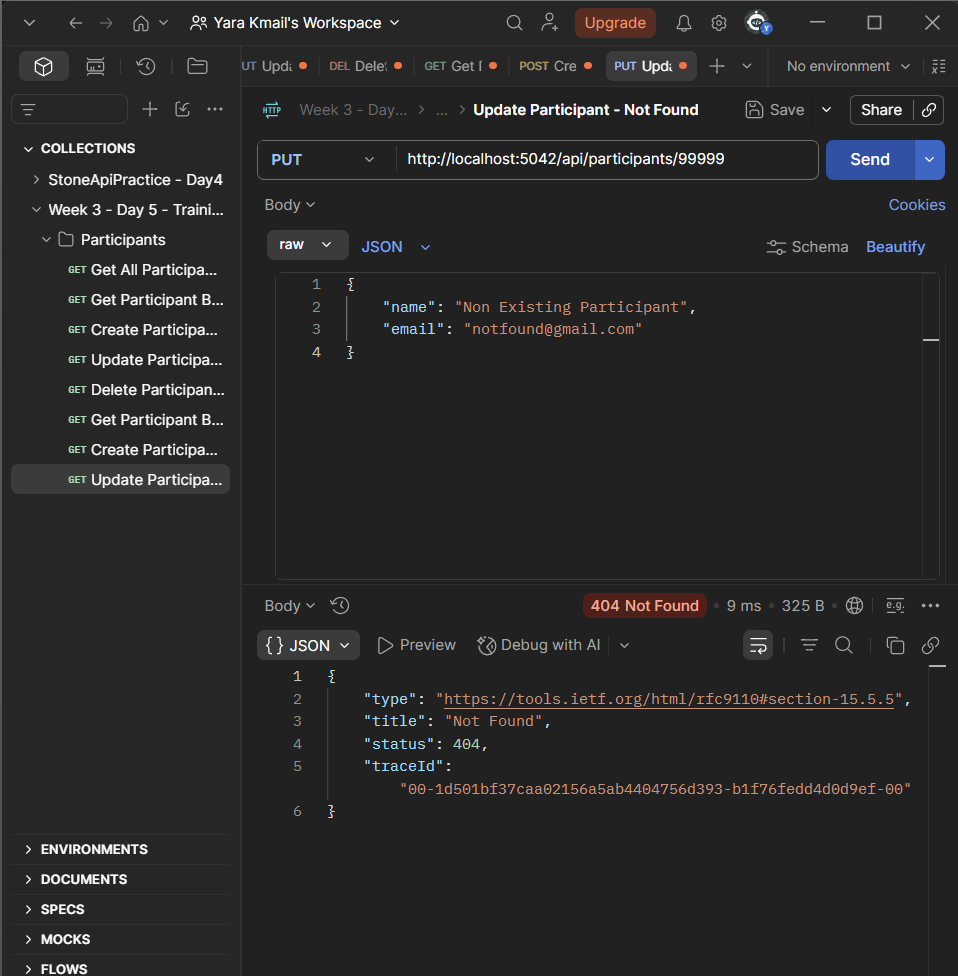 Yara Kmail's Workspace
Upgrade
Y
UT Upda
DEL Dele
GET Get
POST Cre
PUT Upda
No environment
HTTP
Week 3 - Day...
...
Update Participant - Not Found
Save
Share
COLLECTIONS
StoneApiPractice - Day4
Week 3 - Day 5 - Traini...
Participants
GET Get All Participa...
GET Get Participant B...
GET Create Participa...
GET Update Participa...
GET Delete Participan...
GET Get Participant B...
GET Create Participa...
GET Update Participa...
ENVIRONMENTS
DOCUMENTS
SPECS
MOCKS
FLOWS
PUT
http://localhost:5042/api/participants/99999
Send
Body
Cookies
raw
JSON
Schema
Beautify
1 {
2 "name": "Non Existing Participant",
3 "email": "notfound@gmail.com"
4 }
Body
404 Not Found
9 ms
325 B
e.g.
{} JSON
Preview
Debug with AI
1 {
2 "type": "https://tools.ietf.org/html/rfc9110#section-15.5.5",
3 "title": "Not Found",
4 "status": 404,
5 "traceId":
"00-1d501bf37caa02156a5ab4404756d393-b1f76fedd4d0d9ef-00"
6 }